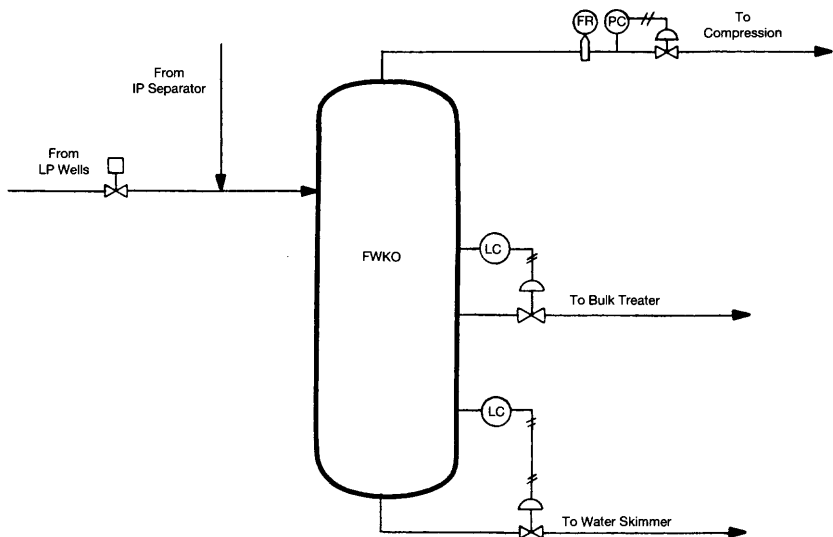 FR
PC
To
Compression
From
IP Separator
From
LP Wells
FWKO
LC
To Bulk Treater
LC
To Water Skimmer